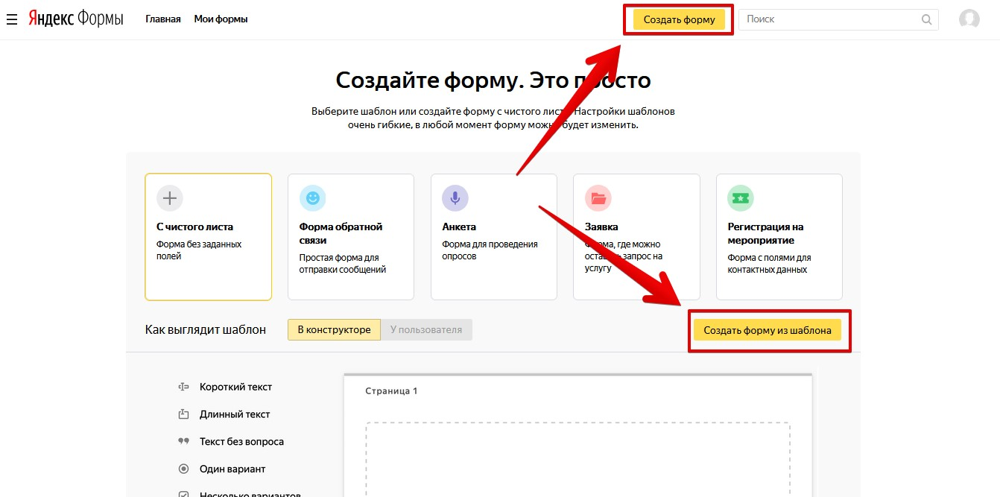 Яндекс Формы
Главная
Мои формы
Создать форму
Поиск
Создайте форму. Это просто
Выберите шаблон или создайте форму с чистого листа. Настройки шаблонов
очень гибкие, в любой момент форму можно будет изменить.
С чистого листа
Форма без заданных
полей
Форма обратной
связи
Простая форма для
отправки сообщений
Анкета
Форма для проведения
опросов
Заявка
Форма, где можно
оставить запрос на
услугу
Регистрация на
мероприятие
Форма с полями для
контактных данных
Как выглядит шаблон
В конструкторе
У пользователя
Создать форму из шаблона
Короткий текст
Длинный текст
Текст без вопроса
Один вариант
Несколько вариантов
Страница 1